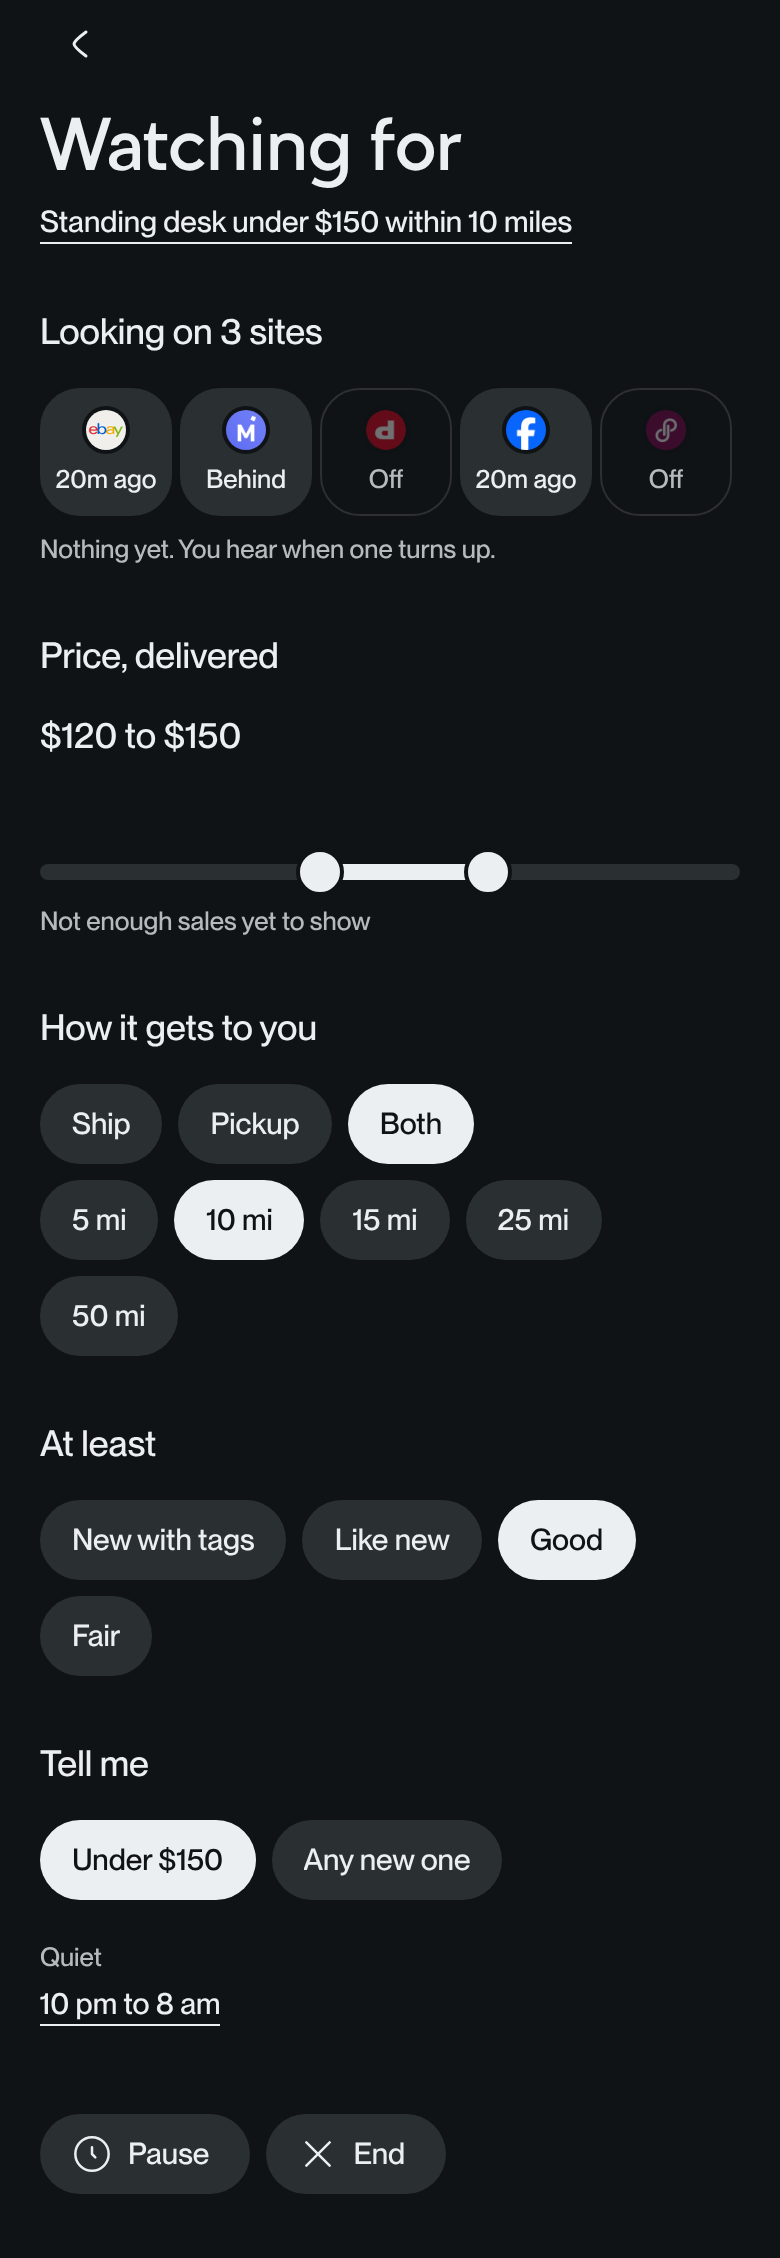 Watching for
Standing desk under $150 within 10 miles
Looking on 3 sites
ebay
20m ago
Behind
Off
20m ago
Off
Nothing yet. You hear when one turns up.
Price, delivered
$120 to $150
Not enough sales yet to show
How it gets to you
Ship Pickup Both
5 mi 10 mi 15 mi 25 mi
50 mi
At least
New with tags Like new Good
Fair
Tell me
Under $150 Any new one
Quiet
10 pm to 8 am
Pause End